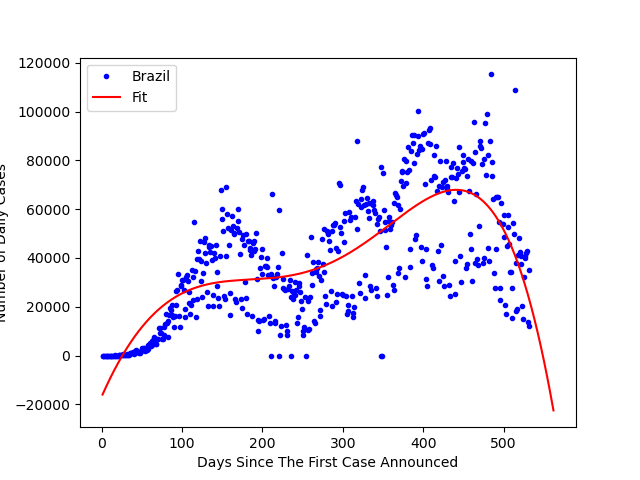 120000
100000
80000
60000
40000
20000
0
−20000
Number of Daily Cases
Brazil
Fit
0 100 200 300 400 500
Days Since The First Case Announced